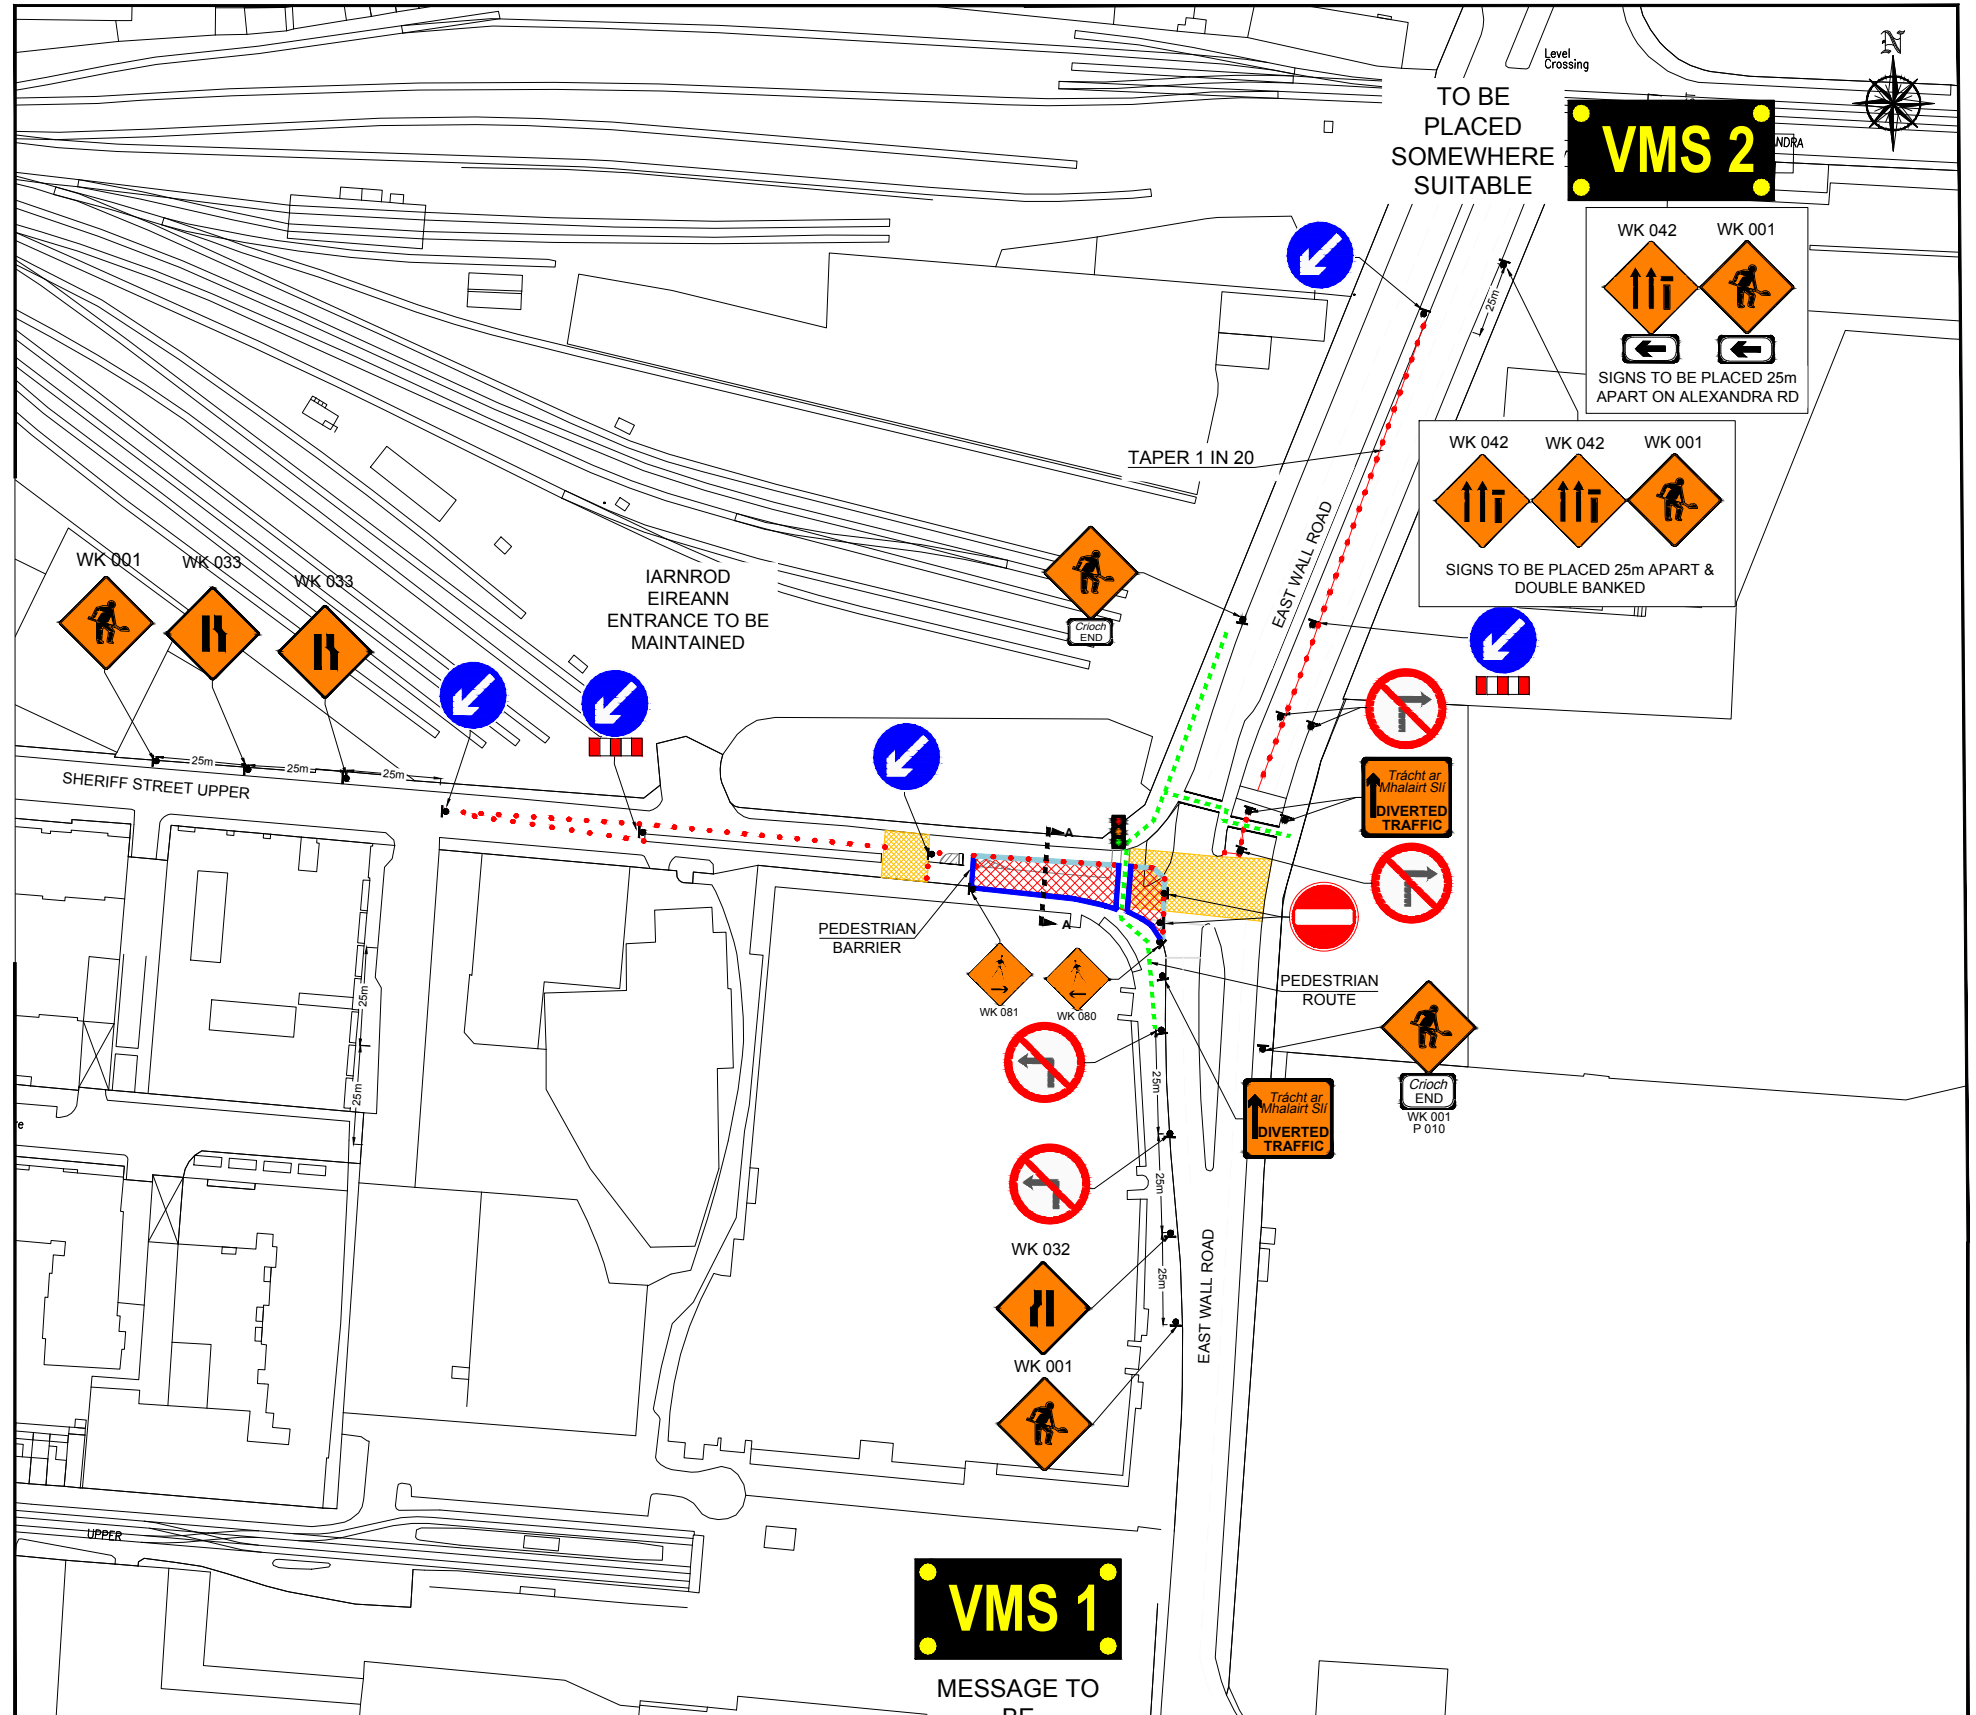 Level
Crossing
N
TO BE
PLACED
SOMEWHERE
SUITABLE
VMS 2
NDRA
WK 042
WK 001
SIGNS TO BE PLACED 25m
APART ON ALEXANDRA RD
25m
WK 042
WK 042
WK 001
SIGNS TO BE PLACED 25m APART &
DOUBLE BANKED
TAPER 1 IN 20
EAST WALL ROAD
WK 001
WK 033
WK 033
IARNROD
EIREANN
ENTRANCE TO BE
MAINTAINED
Crioch
END
25m
25m
25m
SHERIFF STREET UPPER
Trácht ar
Mhalairt Slí
DIVERTED
TRAFFIC
A
A
PEDESTRIAN
BARRIER
WK 081
WK 080
PEDESTRIAN
ROUTE
Crioch
END
WK 001
P 010
Trácht ar
Mhalairt Slí
DIVERTED
TRAFFIC
25m
25m
25m
25m
25m
re
WK 032
WK 001
EAST WALL ROAD
UPPER
VMS 1
MESSAGE TO
BE